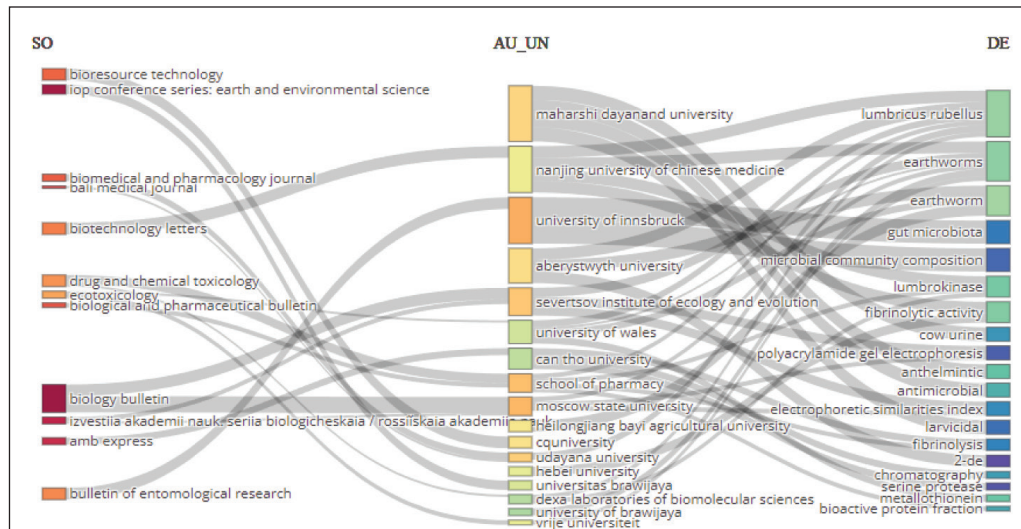 SO
AU_UN
DE
bioresource technology
iop conference series: earth and environmental science
biomedical and pharmacology journal
bali medical journal
biotechnology letters
drug and chemical toxicology
ecotoxicology
biological and pharmaceutical bulletin
biology bulletin
izvestiia akademii nauk. seriia biologicheskaia / rossiiskaia akademiia nauk
amb express
bulletin of entomological research
maharshi dayanand university
nanjing university of chinese medicine
university of innsbruck
aberystwyth university
severtsov institute of ecology and evolution
university of wales
can tho university
school of pharmacy
moscow state university
heilongjiang bayi agricultural university
cquniversity
udayana university
hebei university
universitas brawijaya
dexa laboratories of biomolecular sciences
university of brawijaya
vrije universiteit
lumbricus rubellus
earthworms
earthworm
gut microbiota
microbial community composition
lumbrokinase
fibrinolytic activity
cow urine
polyacrylamide gel electrophoresis
anthelmintic
antimicrobial
electrophoretic similarities index
larvicidal
fibrinolysis
2-de
chromatography
serine protease
metallothionein
bioactive protein fraction